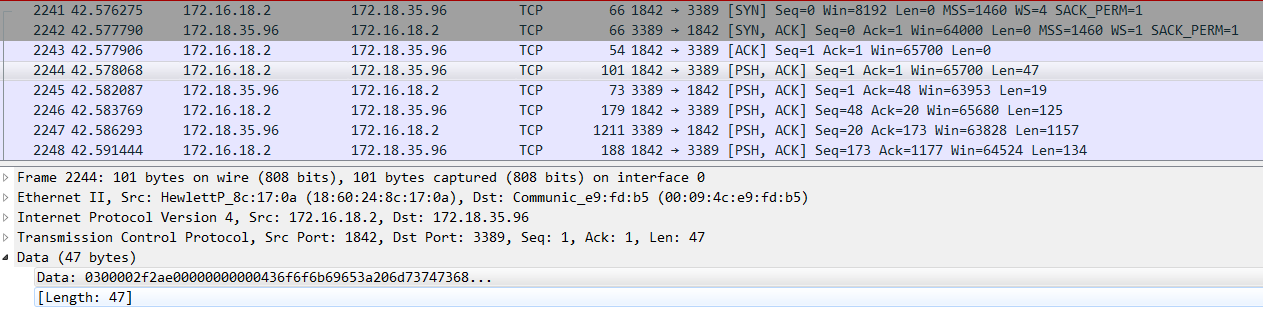 2241 42.576275 172.16.18.2 172.18.35.96 TCP 66 1842 → 3389 [SYN] Seq=0 Win=8192 Len=0 MSS=1460 WS=4 SACK_PERM=1
2242 42.577790 172.18.35.96 172.16.18.2 TCP 66 3389 → 1842 [SYN, ACK] Seq=0 Ack=1 Win=64000 Len=0 MSS=1460 WS=1 SACK_PERM=1
2243 42.577906 172.16.18.2 172.18.35.96 TCP 54 1842 → 3389 [ACK] Seq=1 Ack=1 Win=65700 Len=0
2244 42.578068 172.16.18.2 172.18.35.96 TCP 101 1842 → 3389 [PSH, ACK] Seq=1 Ack=1 Win=65700 Len=47
2245 42.582087 172.18.35.96 172.16.18.2 TCP 73 3389 → 1842 [PSH, ACK] Seq=1 Ack=48 Win=63953 Len=19
2246 42.583769 172.16.18.2 172.18.35.96 TCP 179 1842 → 3389 [PSH, ACK] Seq=48 Ack=20 Win=65680 Len=125
2247 42.586293 172.18.35.96 172.16.18.2 TCP 1211 3389 → 1842 [PSH, ACK] Seq=20 Ack=173 Win=63828 Len=1157
2248 42.591444 172.16.18.2 172.18.35.96 TCP 188 1842 → 3389 [PSH, ACK] Seq=173 Ack=1177 Win=64524 Len=134
Frame 2244: 101 bytes on wire (808 bits), 101 bytes captured (808 bits) on interface 0
Ethernet II, Src: HewlettP_8c:17:0a (18:60:24:8c:17:0a), Dst: Communic_e9:fd:b5 (00:09:4c:e9:fd:b5)
Internet Protocol Version 4, Src: 172.16.18.2, Dst: 172.18.35.96
Transmission Control Protocol, Src Port: 1842, Dst Port: 3389, Seq: 1, Ack: 1, Len: 47
Data (47 bytes)
Data: 0300002f2ae00000000000436f6f6b69653a206d73747368...
[Length: 47]